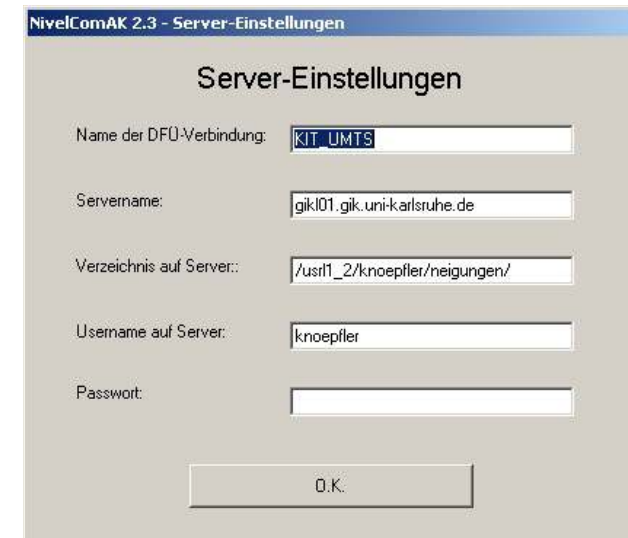 NivelComAK 2.3 - Server-Einstellungen
Server-Einstellungen
Name der DFÜ-Verbindung: KIT_UMTS
Servername: gikl01.gik.uni-karlsruhe.de
Verzeichnis auf Server:: /usrl1_2/knoepfler/neigungen/
Username auf Server: knoepfler
Passwort:
O.K.